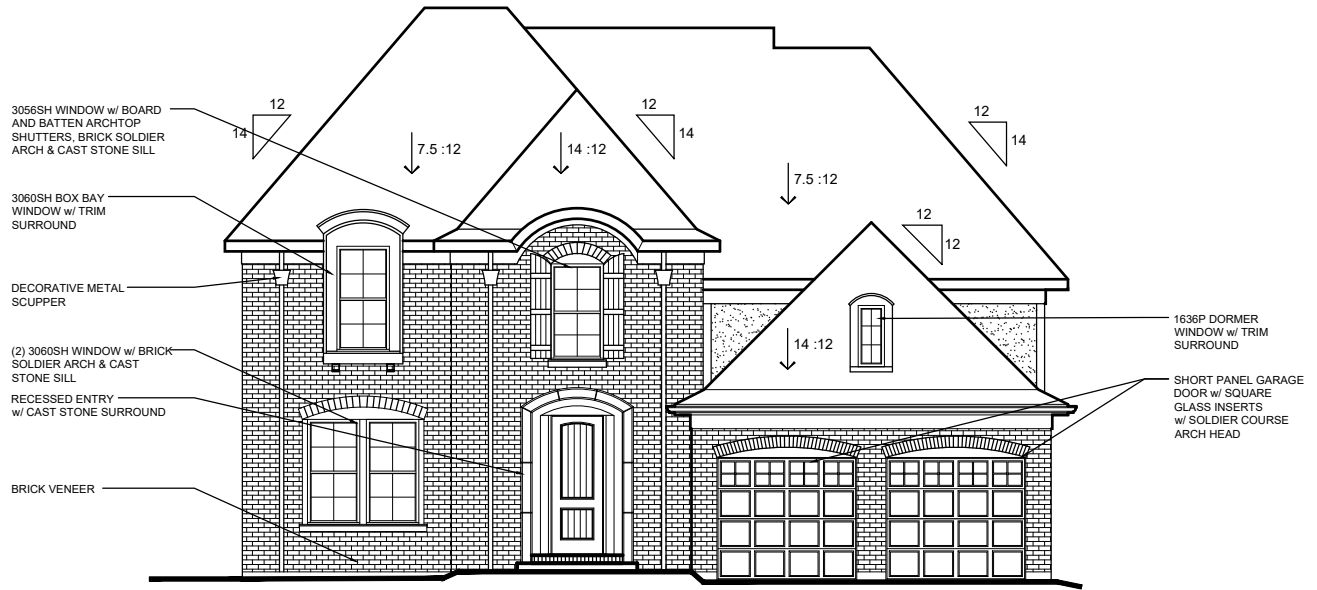 3056SH WINDOW w/ BOARD
AND BATTEN ARCHTOP
SHUTTERS, BRICK SOLDIER
ARCH & CAST STONE SILL
3060SH BOX BAY
WINDOW w/ TRIM
SURROUND
DECORATIVE METAL
SCUPPER
(2) 3060SH WINDOW w/ BRICK
SOLDIER ARCH & CAST
STONE SILL
RECESSED ENTRY
w/ CAST STONE SURROUND
BRICK VENEER
12
14
7.5 :12
14 :12
12
14
7.5 :12
12
14
12
12
14 :12
1636P DORMER
WINDOW w/ TRIM
SURROUND
SHORT PANEL GARAGE
DOOR w/ SQUARE
GLASS INSERTS
w/ SOLDIER COURSE
ARCH HEAD